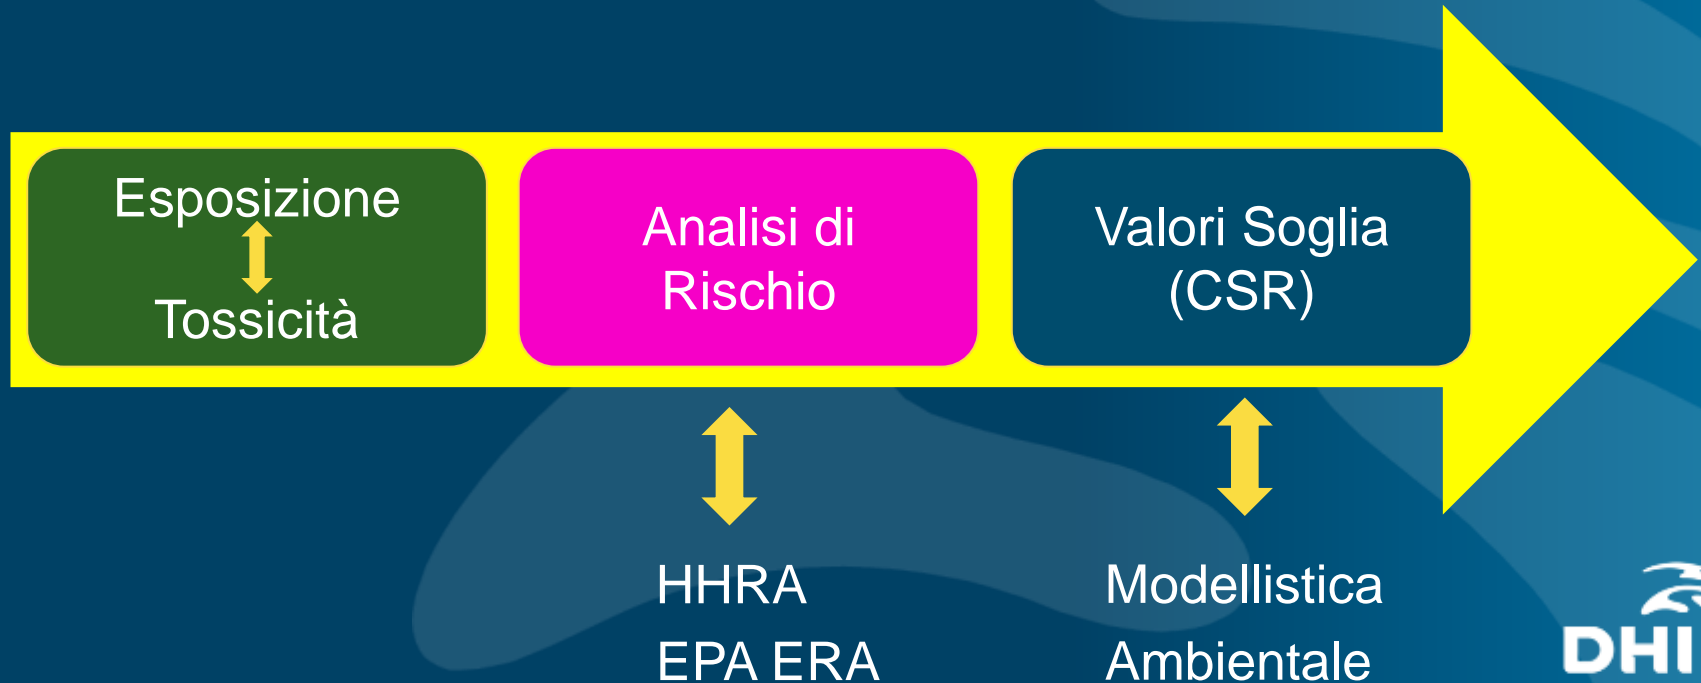 Esposizione
Tossicità
Analisi di
Rischio
Valori Soglia
(CSR)
HHRA
EPA ERA
Modellistica
Ambientale
DHI